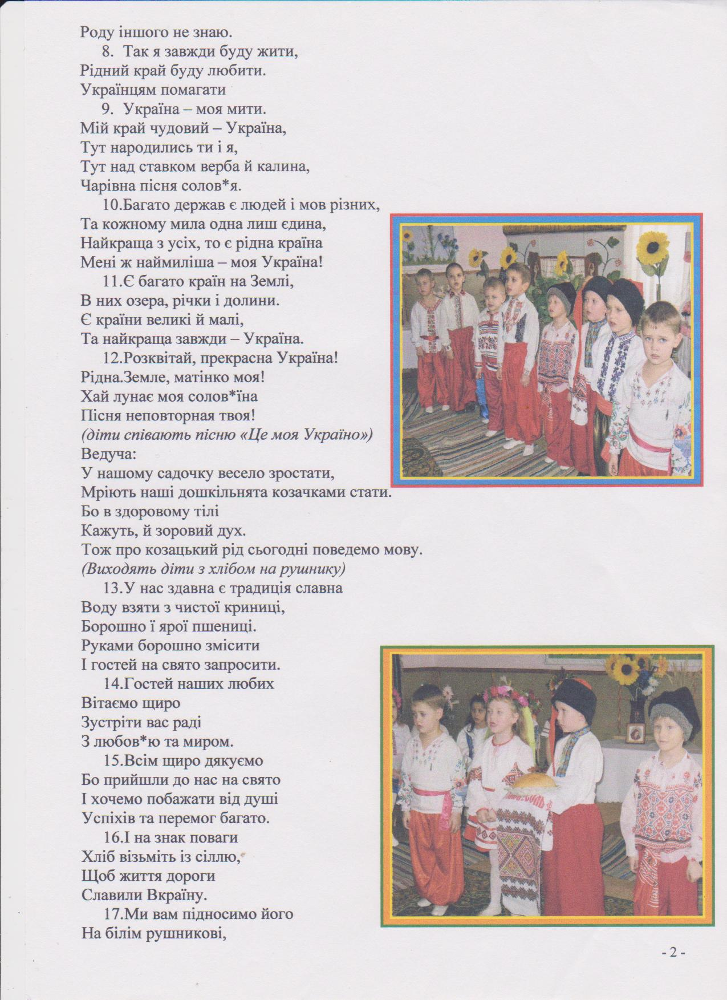 Роду іншого не знаю.
8. Так я завжди буду жити,
Рідний край буду любити.
Українцям помагати
9. Україна – моя мити.
Мій край чудовий – Україна,
Тут народились ти і я,
Тут над ставком верба й калина,
Чарівна пісня солов*я.
10.Багато держав є людей і мов різних,
Та кожному мила одна лиш єдина,
Найкраща з усіх, то є рідна країна
Мені ж наймиліша – моя Україна!
11.Є багато країн на Землі,
В них озера, річки і долини.
Є країни великі й малі,
Та найкраща завжди – Україна.
12.Розквітай, прекрасна Україна!
Рідна.Земле, матінко моя!
Хай лунає моя солов*їна
Пісня неповторная твоя!
(діти співають пісню «Це моя Україно»)
Ведуча:
У нашому садочку весело зростати,
Мріють наші дошкільнята козачками стати.
Бо в здоровому тілі
Кажуть, й зоровий дух.
Тож про козацький рід сьогодні поведемо мову.
(Виходять діти з хлібом на рушнику)
13.У нас здавна є традиція славна
Воду взяти з чистої криниці,
Борошно ї ярої пшениці.
Руками борошно змісити
І гостей на свято запросити.
14.Гостей наших любих
Вітаємо щиро
Зустріти вас раді
З любов*ю та миром.
15.Всім щиро дякуємо
Бо прийшли до нас на свято
І хочемо побажати від душі
Успіхів та перемог багато.
16.І на знак поваги
Хліб візьміть із сіллю,
Щоб життя дороги
Славили Вкраїну.
17.Ми вам підносимо його
На білім рушникові,
- 2 -